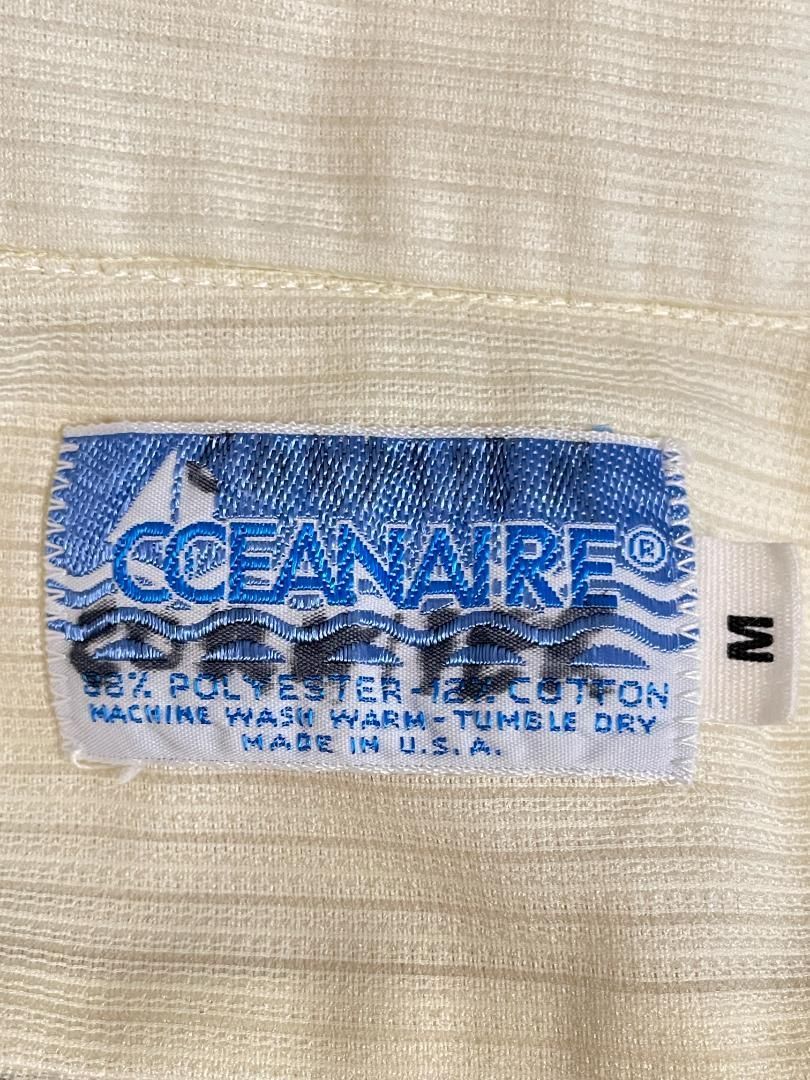 OCEANAIRE®
88% POLYESTER-12% COTTON
MACHINE WASH WARM-TUMBLE DRY
MADE IN U.S.A.
M